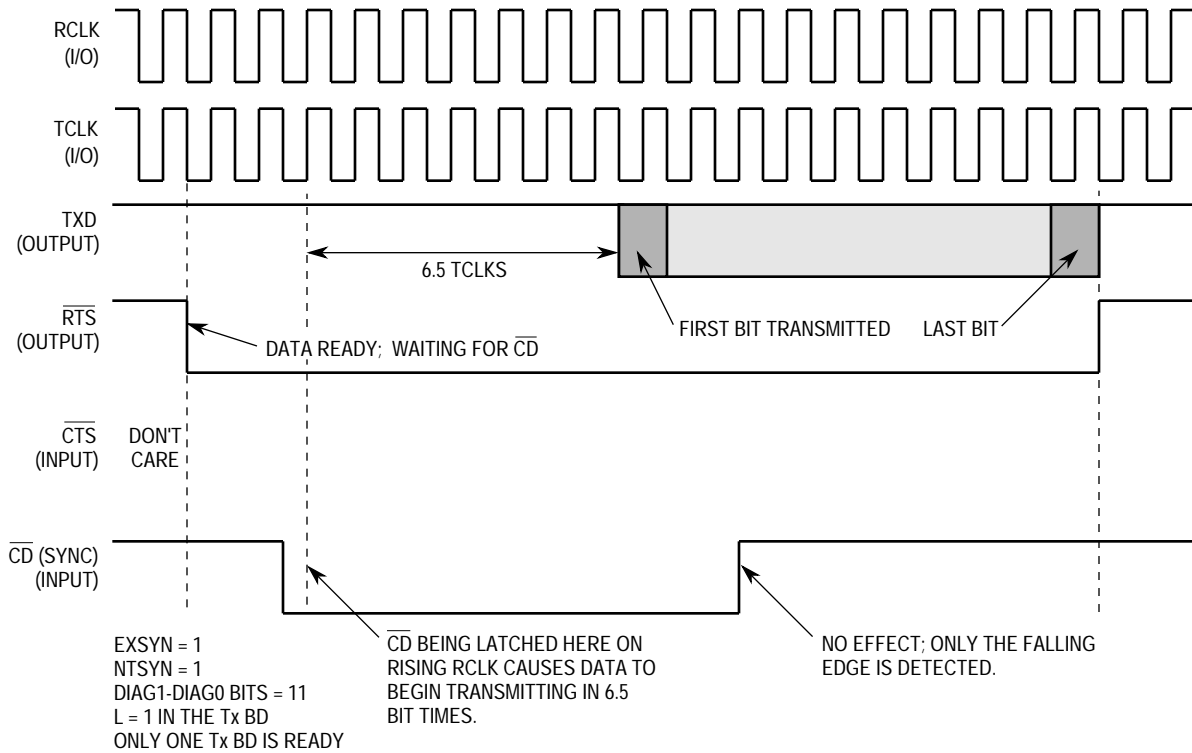 RCLK
(I/O)
TCLK
(I/O)
TXD
(OUTPUT)
6.5 TCLKS
FIRST BIT TRANSMITTED
LAST BIT
RTS
(OUTPUT)
DATA READY; WAITING FOR CD
CTS
(INPUT)
DON'T
CARE
CD (SYNC)
(INPUT)
EXSYN = 1
NTSYN = 1
DIAG1-DIAG0 BITS = 11
L = 1 IN THE Tx BD
ONLY ONE Tx BD IS READY
CD BEING LATCHED HERE ON
RISING RCLK CAUSES DATA TO
BEGIN TRANSMITTING IN 6.5
BIT TIMES.
NO EFFECT; ONLY THE FALLING
EDGE IS DETECTED.